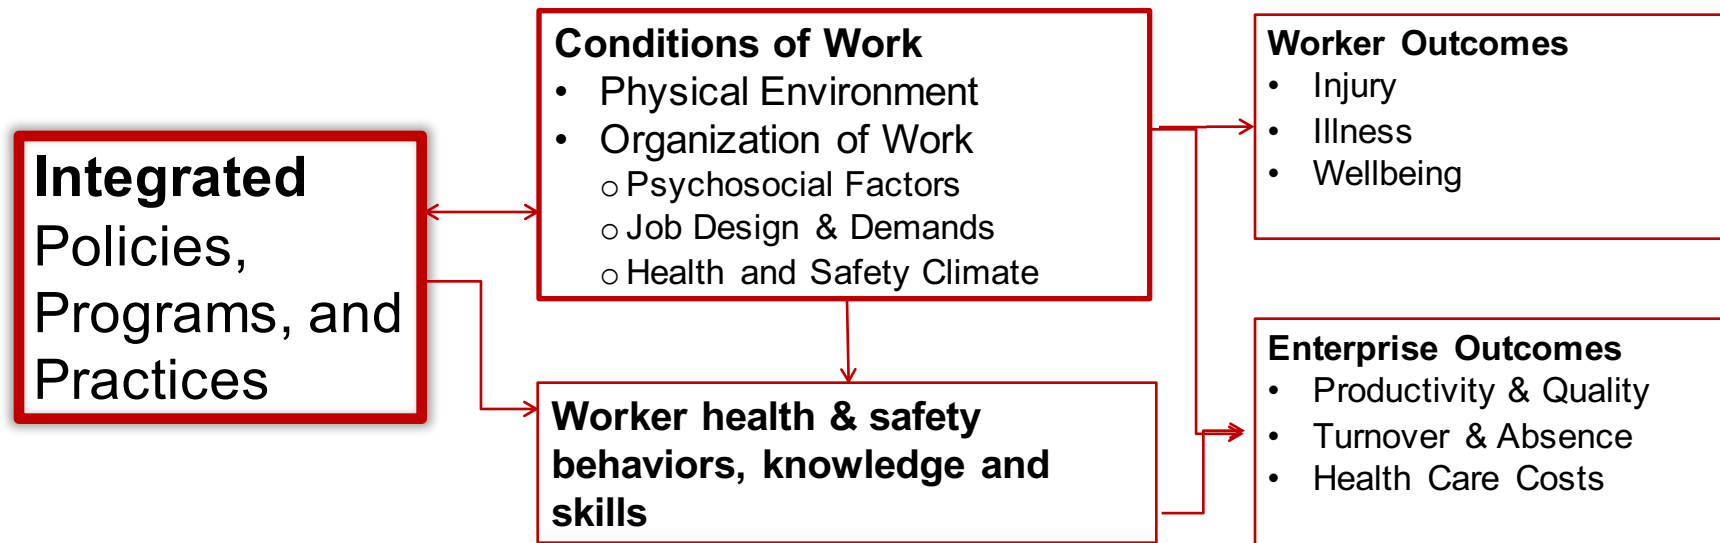 Integrated
Policies,
Programs, and
Practices
Conditions of Work
• Physical Environment
• Organization of Work
o Psychosocial Factors
o Job Design & Demands
o Health and Safety Climate
Worker health & safety
behaviors, knowledge and
skills
Worker Outcomes
• Injury
• Illness
• Wellbeing
Enterprise Outcomes
• Productivity & Quality
• Turnover & Absence
• Health Care Costs